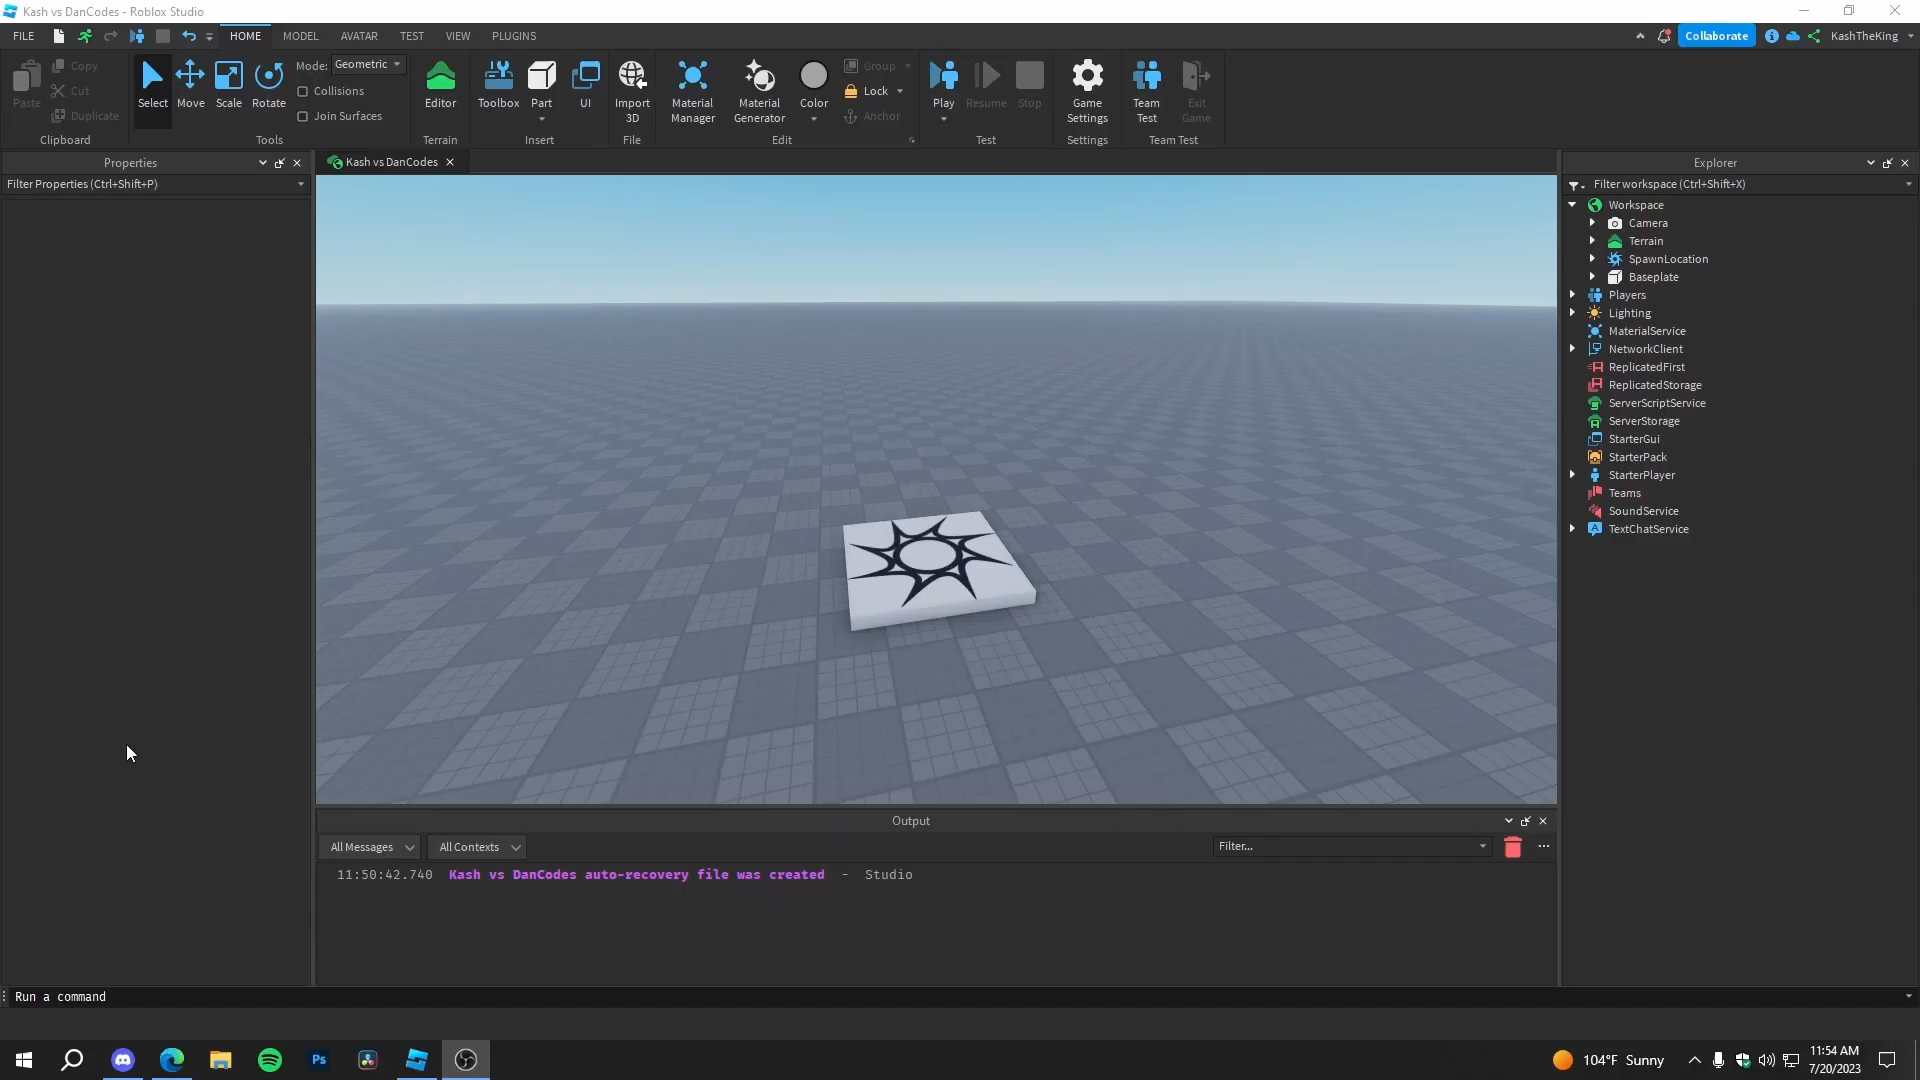 Kash vs DanCodes - Roblox Studio
FILE
HOME
MODEL
AVATAR
TEST
VIEW
PLUGINS
Collaborate
KashTheKing
Paste
Copy
Cut
Duplicate
Clipboard
Select
Move
Scale
Rotate
Mode: Geometric
Collisions
Join Surfaces
Tools
Editor
Terrain
Toolbox
Part
UI
Insert
Import
3D
File
Material
Manager
Material
Generator
Color
Group
Lock
Anchor
Edit
Play
Resume
Stop
Test
Game
Settings
Settings
Team
Test
Exit
Game
Team Test
Properties
Filter Properties (Ctrl+Shift+P)
Kash vs DanCodes
Explorer
Filter workspace (Ctrl+Shift+X)
Workspace
Camera
Terrain
SpawnLocation
Baseplate
Players
Lighting
MaterialService
NetworkClient
ReplicatedFirst
ReplicatedStorage
ServerScriptService
ServerStorage
StarterGui
StarterPack
StarterPlayer
Teams
SoundService
TextChatService
Output
All Messages
All Contexts
Filter...
11:50:42.740 Kash vs DanCodes auto-recovery file was created - Studio
Run a command
Ps
104°F Sunny
11:54 AM
7/20/2023